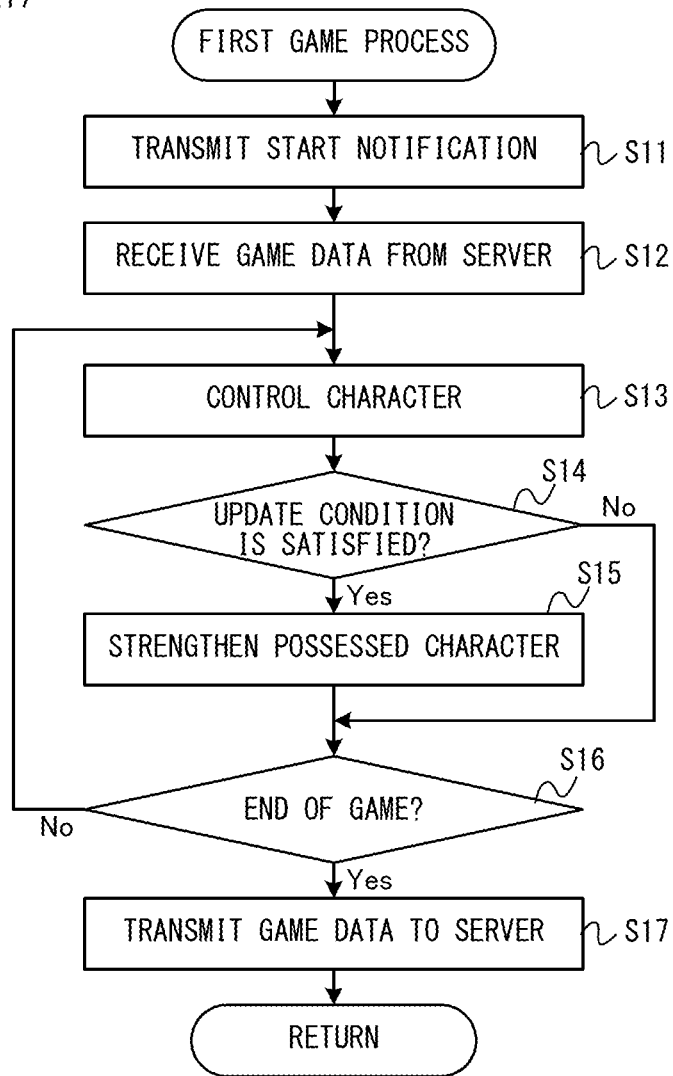 FIRST GAME PROCESS
TRANSMIT START NOTIFICATION
S11
RECEIVE GAME DATA FROM SERVER
S12
CONTROL CHARACTER
S13
S14
UPDATE CONDITION
IS SATISFIED?
No
Yes
S15
STRENGTHEN POSSESSED CHARACTER
S16
END OF GAME?
No
Yes
TRANSMIT GAME DATA TO SERVER
S17
RETURN